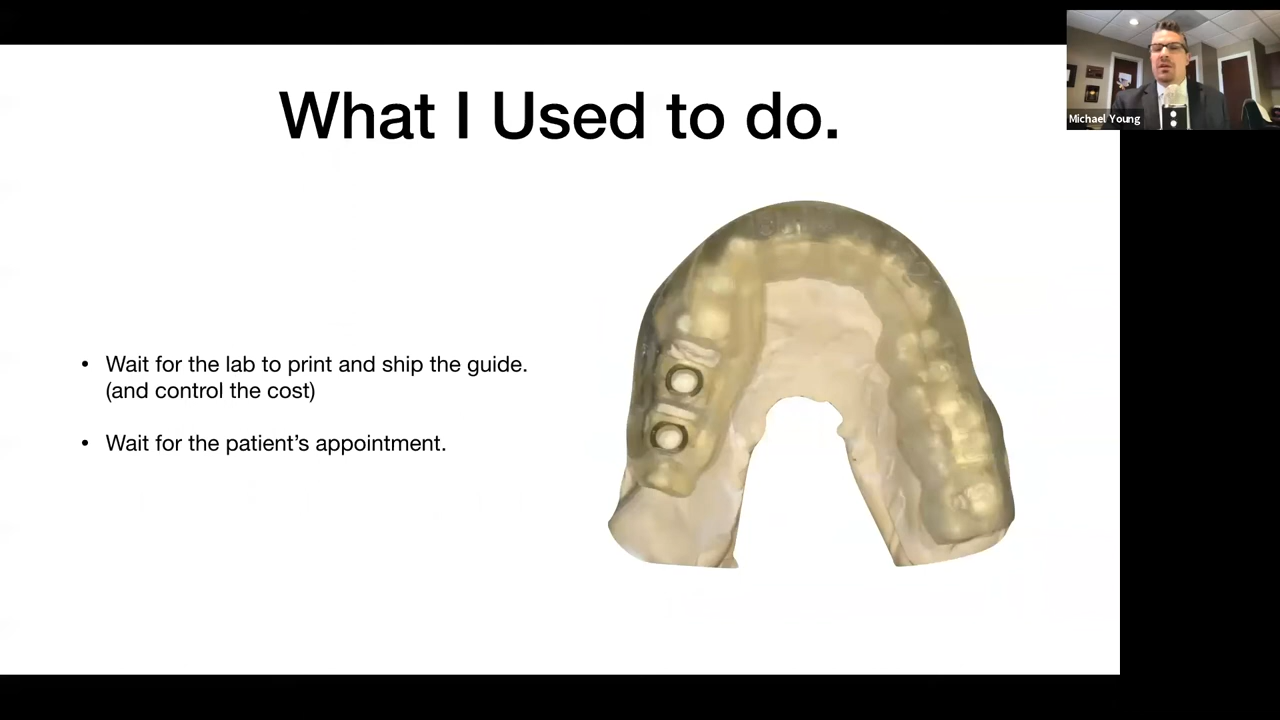 What I Used to do.
Michael Young
• Wait for the lab to print and ship the guide.
(and control the cost)
• Wait for the patient’s appointment.